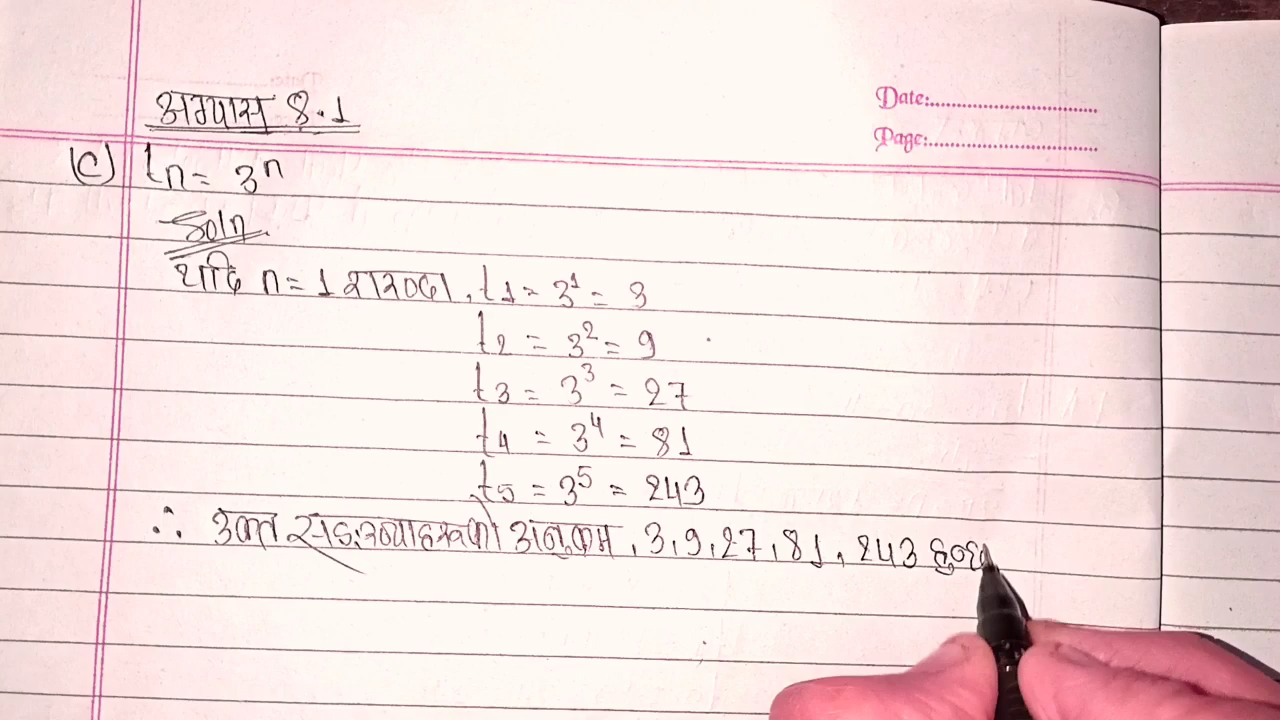 Date:
Page:
अभ्यास 8.1
(c) tn = 3ⁿ
Soln
यदि n = 1 राख्दा, t1 = 3¹ = 3
t2 = 3² = 9
t3 = 3³ = 27
t4 = 3⁴ = 81
t5 = 3⁵ = 243
∴ उक्त सङ्ख्याहरूको अनुक्रम, 3, 9, 27, 81, 243 हुन्छ